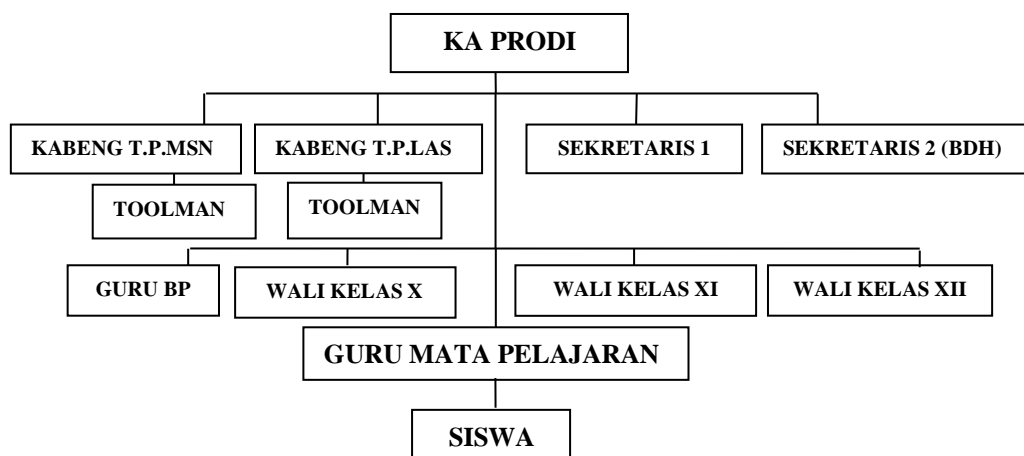 KA PRODI
KABENG T.P.MSN
KABENG T.P.LAS
SEKRETARIS 1
SEKRETARIS 2 (BDH)
TOOLMAN
TOOLMAN
GURU BP
WALI KELAS X
WALI KELAS XI
WALI KELAS XII
GURU MATA PELAJARAN
SISWA